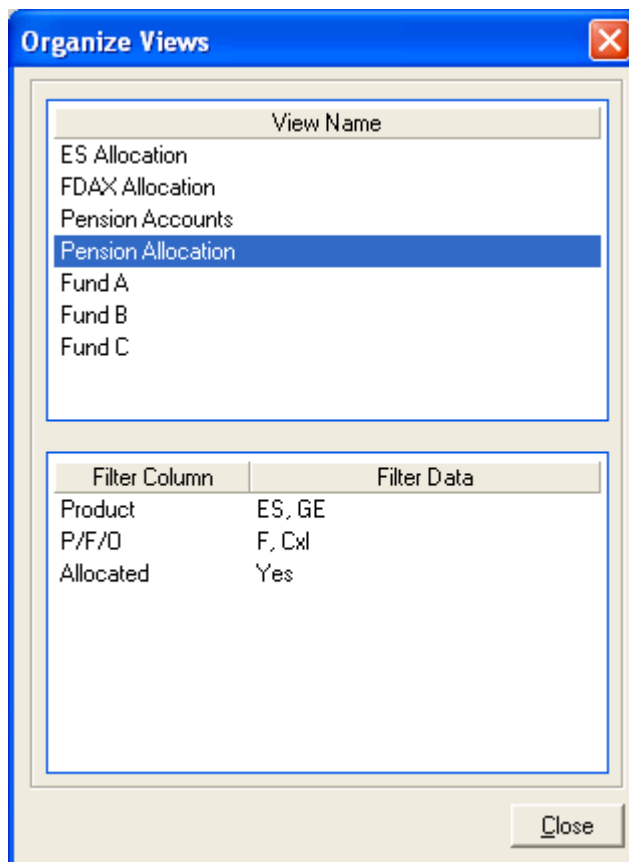 Organize Views
View Name
ES Allocation
FDAX Allocation
Pension Accounts
Pension Allocation
Fund A
Fund B
Fund C
Filter Column Filter Data
Product ES, GE
P/F/O F, Cxl
Allocated Yes
Close